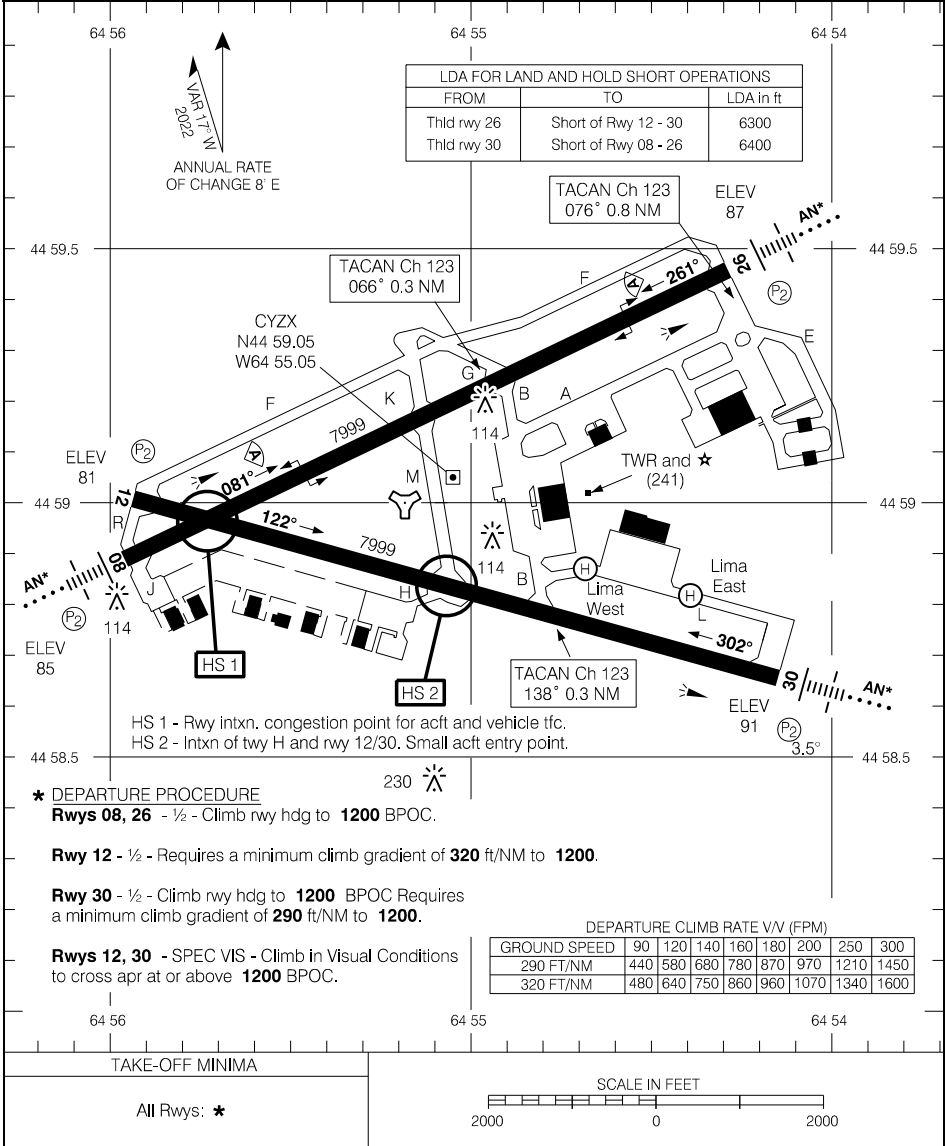 64 56
64 55
64 54
VAR 17° W
2022
ANNUAL RATE
OF CHANGE 8' E
LDA FOR LAND AND HOLD SHORT OPERATIONS
FROM TO LDA in ft
Thld rwy 26 Short of Rwy 12 - 30 6300
Thld rwy 30 Short of Rwy 08 - 26 6400
TACAN Ch 123
076° 0.8 NM
ELEV
87
AN*
44 59.5
44 59.5
26
261°
A
F
P2
TACAN Ch 123
066° 0.3 NM
CYZX
N44 59.05
W64 55.05
E
G
B
A
K
F
7999
114
P2
A
ELEV
81
081°
M
TWR and ☆
(241)
44 59
44 59
12
R
122°
7999
114
08
AN*
J
P2
114
ELEV
85
H
B
H
Lima
West
H
Lima
East
L
302°
HS 1
HS 2
TACAN Ch 123
138° 0.3 NM
30
AN*
ELEV
91
P2
3.5°
HS 1 - Rwy intxn. congestion point for acft and vehicle tfc.
HS 2 - Intxn of twy H and rwy 12/30. Small acft entry point.
44 58.5
44 58.5
230
* DEPARTURE PROCEDURE
Rwys 08, 26 - ½ - Climb rwy hdg to 1200 BPOC.
Rwy 12 - ½ - Requires a minimum climb gradient of 320 ft/NM to 1200.
Rwy 30 - ½ - Climb rwy hdg to 1200 BPOC Requires
a minimum climb gradient of 290 ft/NM to 1200.
Rwys 12, 30 - SPEC VIS - Climb in Visual Conditions
to cross apr at or above 1200 BPOC.
DEPARTURE CLIMB RATE V/V (FPM)
GROUND SPEED 90 120 140 160 180 200 250 300
290 FT/NM 440 580 680 780 870 970 1210 1450
320 FT/NM 480 640 750 860 960 1070 1340 1600
64 56
64 55
64 54
TAKE-OFF MINIMA
All Rwys: *
SCALE IN FEET
2000 0 2000